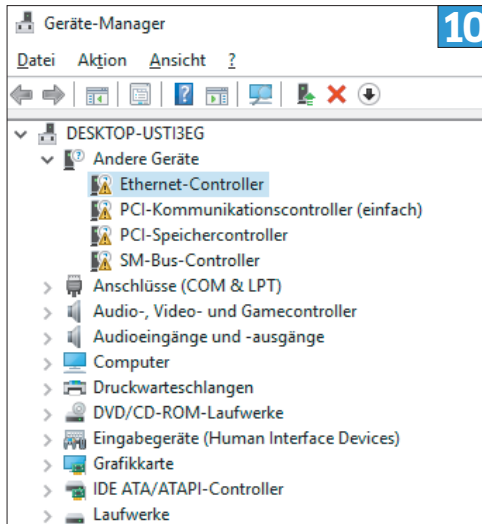 Geräte-Manager
10
Datei Aktion Ansicht ?
DESKTOP-USTI3EG
Andere Geräte
Ethernet-Controller
PCI-Kommunikationscontroller (einfach)
PCI-Speichercontroller
SM-Bus-Controller
Anschlüsse (COM & LPT)
Audio-, Video- und Gamecontroller
Audioeingänge und -ausgänge
Computer
Druckwarteschlangen
DVD/CD-ROM-Laufwerke
Eingabegeräte (Human Interface Devices)
Grafikkarte
IDE ATA/ATAPI-Controller
Laufwerke